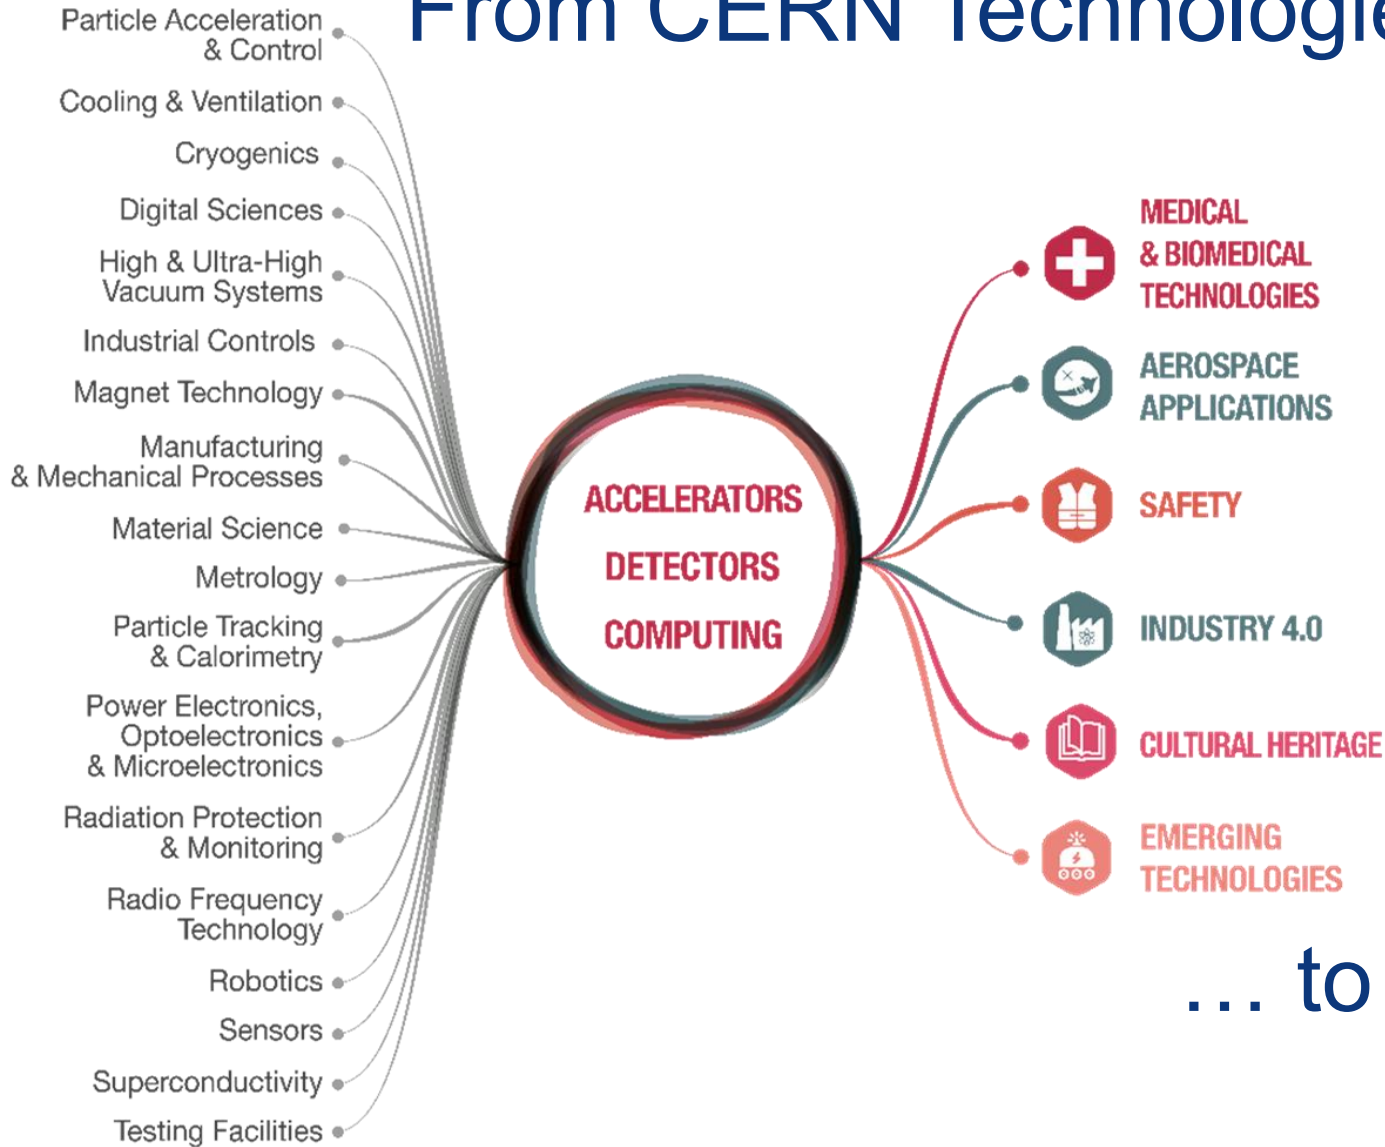 From CERN Technologie
Particle Acceleration
& Control
Cooling & Ventilation
Cryogenics
Digital Sciences
High & Ultra-High
Vacuum Systems
Industrial Controls
Magnet Technology
Manufacturing
& Mechanical Processes
Material Science
Metrology
Particle Tracking
& Calorimetry
Power Electronics,
Optoelectronics
& Microelectronics
Radiation Protection
& Monitoring
Radio Frequency
Technology
Robotics
Sensors
Superconductivity
Testing Facilities
ACCELERATORS
DETECTORS
COMPUTING
MEDICAL
& BIOMEDICAL
TECHNOLOGIES
AEROSPACE
APPLICATIONS
SAFETY
INDUSTRY 4.0
CULTURAL HERITAGE
EMERGING
TECHNOLOGIES
... to